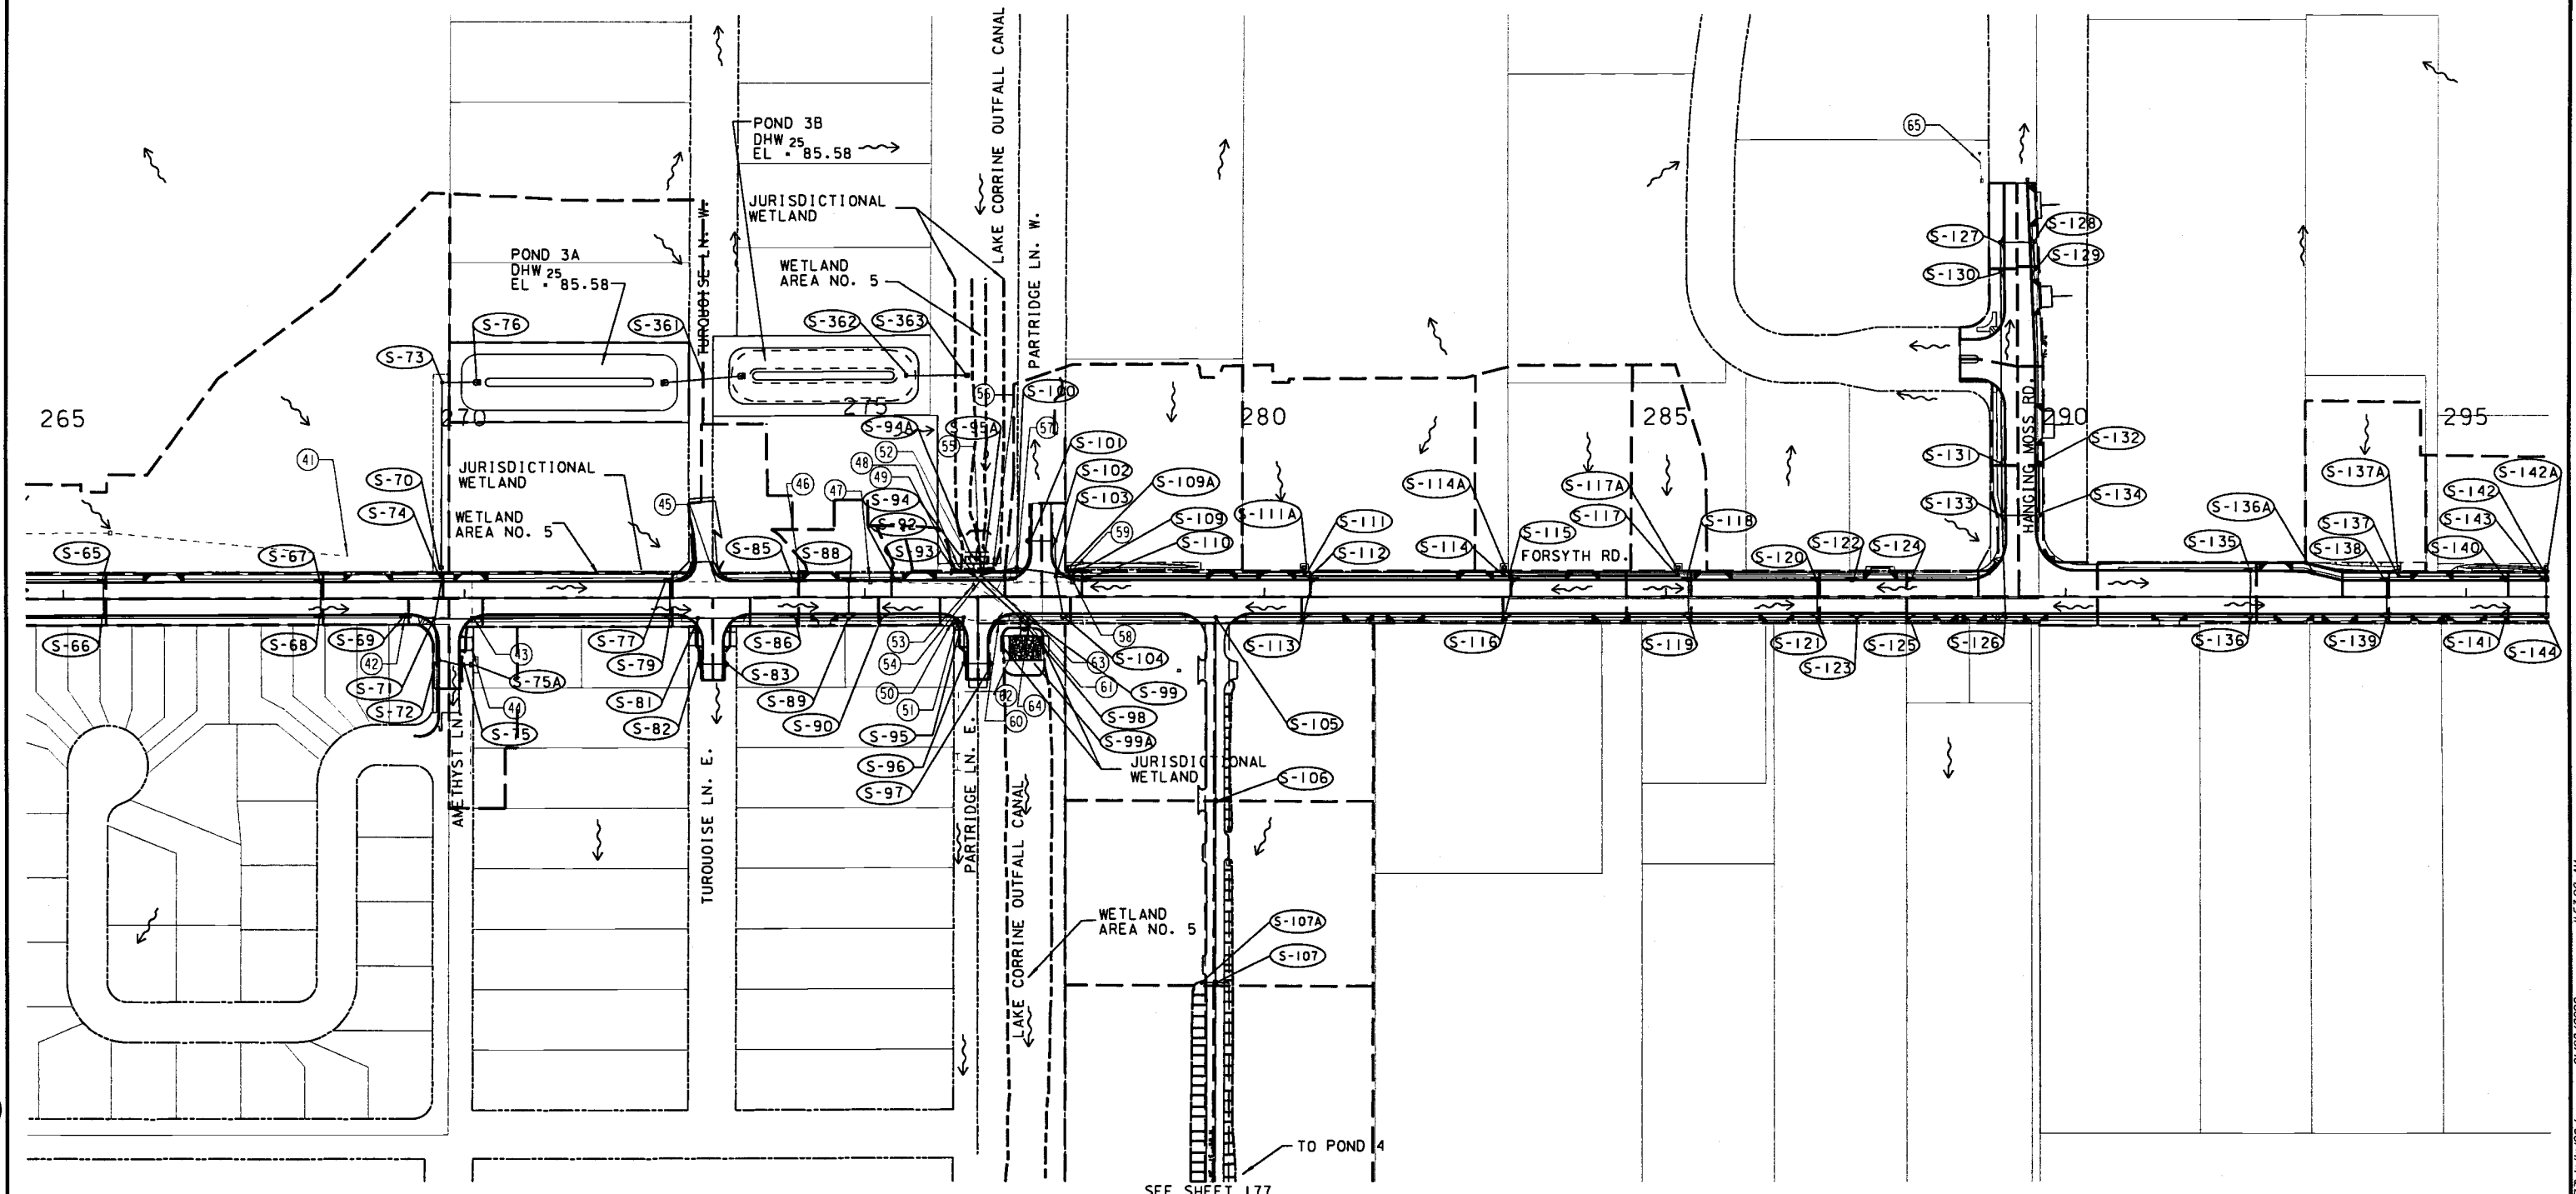 LAKE CORRINE OUTFALL CANAL
POND 3B
DHW 25
EL = 85.58
65
JURISDICTIONAL
WETLAND
TURQUOISE LN. W.
PARTRIDGE LN. W.
S-128
S-127
S-129
S-130
POND 3A
DHW 25
EL = 85.58
WETLAND
AREA NO. 5
S-76
S-361
S-362
S-363
S-73
56
S-100
265
270
275
280
285
290
295
HANGING MOSS RD.
S-94A
S-95A
57
41
55
52
S-101
S-132
48
S-102
S-131
JURISDICTIONAL
WETLAND
49
S-103
S-109A
S-70
46
47
S-94
S-114A
S-117A
S-137A
S-142
S-142A
45
S-133
S-134
S-74
S-92
S-109
S-111A
S-111
S-117
S-118
S-136A
S-137
S-143
WETLAND
AREA NO. 5
59
S-65
S-67
S-85
S-88
S-93
S-110
S-112
S-114
S-115
FORSYTH RD.
S-120
S-122
S-124
S-135
S-138
S-140
S-66
S-68
S-69
S-77
S-86
53
58
S-113
S-116
S-119
S-121
S-125
S-126
S-136
S-139
S-141
S-144
42
43
S-79
54
63
S-104
S-123
S-71
S-75A
S-83
50
62
61
S-99
S-72
44
S-81
S-89
51
64
S-98
S-75
S-82
S-90
60
S-95
S-99A
S-105
S-96
JURISDICTIONAL
WETLAND
S-106
S-97
AMETHYST LN.
TURQUOISE LN. E.
PARTRIDGE LN. E.
LAKE CORRINE OUTFALL CANAL
WETLAND
AREA NO. 5
S-107A
S-107
TO POND 4
SEE SHEET 177